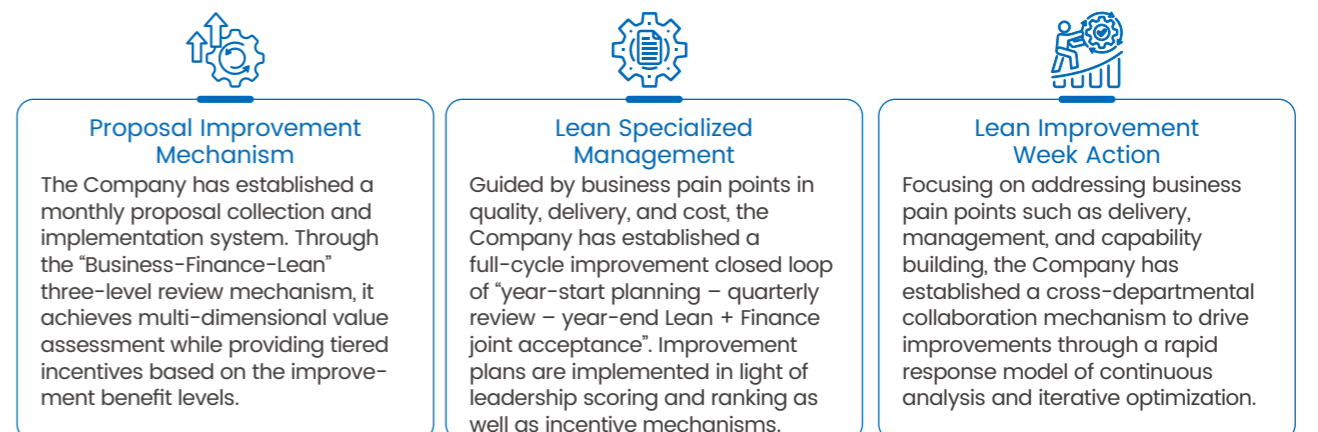 Proposal Improvement
Mechanism
The Company has established a
monthly proposal collection and
implementation system. Through
the “Business-Finance-Lean”
three-level review mechanism, it
achieves multi-dimensional value
assessment while providing tiered
incentives based on the improve-
ment benefit levels.
Lean Specialized
Management
Guided by business pain points in
quality, delivery, and cost, the
Company has established a
full-cycle improvement closed loop
of “year-start planning – quarterly
review – year-end Lean + Finance
joint acceptance”. Improvement
plans are implemented in light of
leadership scoring and ranking as
well as incentive mechanisms.
Lean Improvement
Week Action
Focusing on addressing business
pain points such as delivery,
management, and capability
building, the Company has
established a cross-departmental
collaboration mechanism to drive
improvements through a rapid
response model of continuous
analysis and iterative optimization.